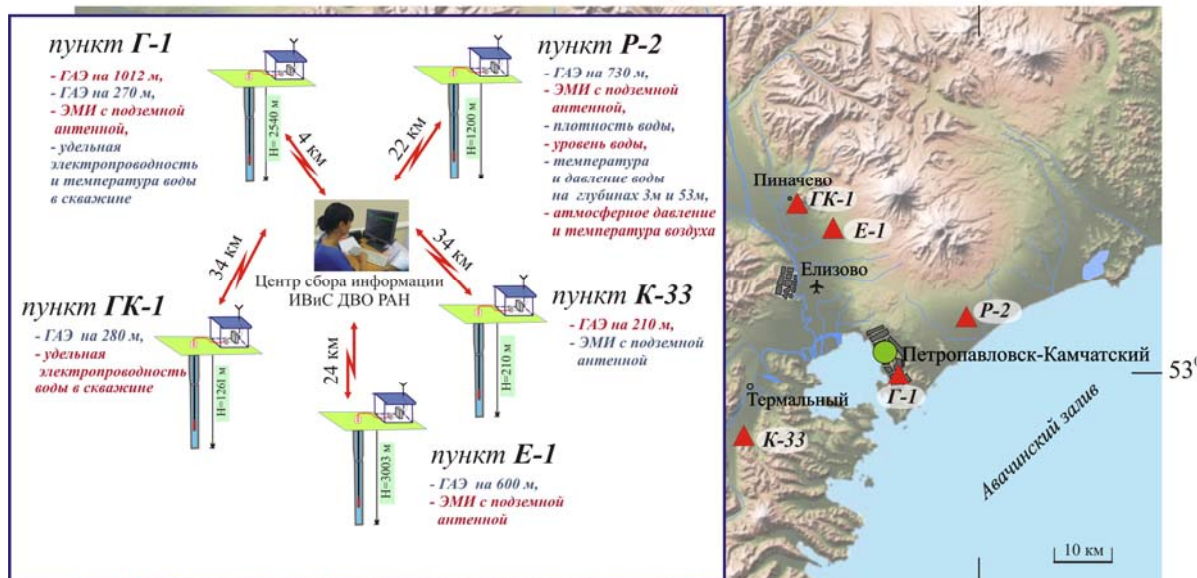 пункт Г-1
- ГАЭ на 1012 м,
- ГАЭ на 270 м,
- ЭМИ с подземной
антенной,
- удельная
электропроводность
и температура воды
в скважине
H= 2540 м
4 км
пункт Р-2
- ГАЭ на 730 м,
- ЭМИ с подземной
антенной,
- плотность воды,
- уровень воды,
- температура
и давление воды
на глубинах 3м и 53м,
- атмосферное давление
и температура воздуха
H=1200 м
22 км
Центр сбора информации
ИВиС ДВО РАН
34 км
пункт ГК-1
- ГАЭ на 280 м,
- удельная
электропроводность
воды в скважине
H=1261 м
34 км
пункт К-33
- ГАЭ на 210 м,
- ЭМИ с подземной
антенной
H=210 м
24 км
пункт Е-1
- ГАЭ на 600 м,
- ЭМИ с подземной
антенной
H=3003 м
Пиначево
ГК-1
Е-1
Елизово
Р-2
Петропавловск-Камчатский
53°
Г-1
Термальный
К-33
Авачинский залив
10 км